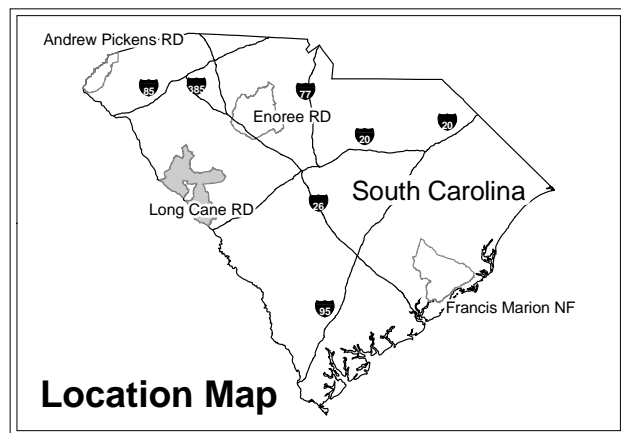 Andrew Pickens RD
85
385
77
Enoree RD
20
20
South Carolina
Long Cane RD
26
95
Francis Marion NF
Location Map